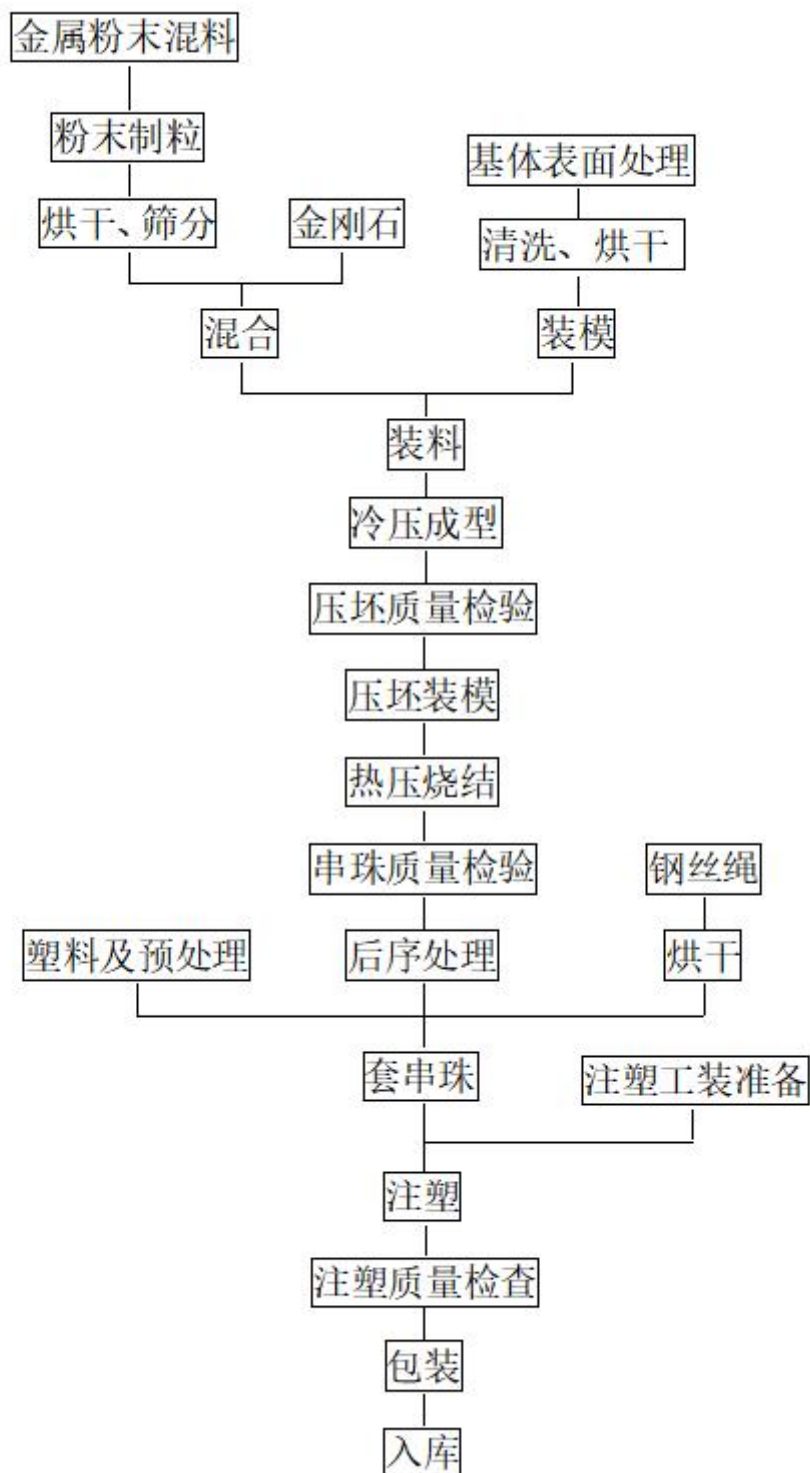 金属粉末混料
粉末制粒
基体表面处理
烘干、筛分
金刚石
清洗、烘干
混合
装模
装料
冷压成型
压坯质量检验
压坯装模
热压烧结
串珠质量检验
钢丝绳
塑料及预处理
后序处理
烘干
套串珠
注塑工装准备
注塑
注塑质量检查
包装
入库